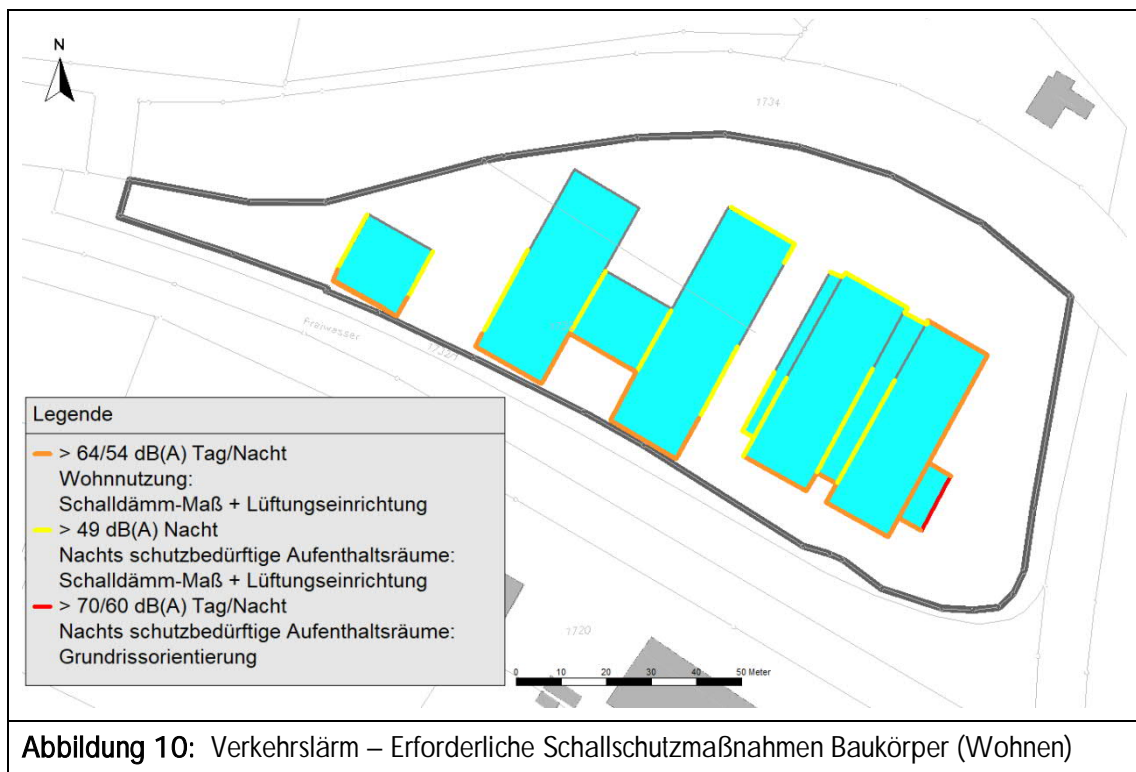 N
1734
Freiwasser
1732/1
Legende
> 64/54 dB(A) Tag/Nacht
Wohnnutzung:
Schalldämm-Maß + Lüftungseinrichtung
> 49 dB(A) Nacht
Nachts schutzbedürftige Aufenthaltsräume:
Schalldämm-Maß + Lüftungseinrichtung
> 70/60 dB(A) Tag/Nacht
Nachts schutzbedürftige Aufenthaltsräume:
Grundrissorientierung
1720
0 10 20 30 40 50 Meter
Abbildung 10: Verkehrslärm – Erforderliche Schallschutzmaßnahmen Baukörper (Wohnen)